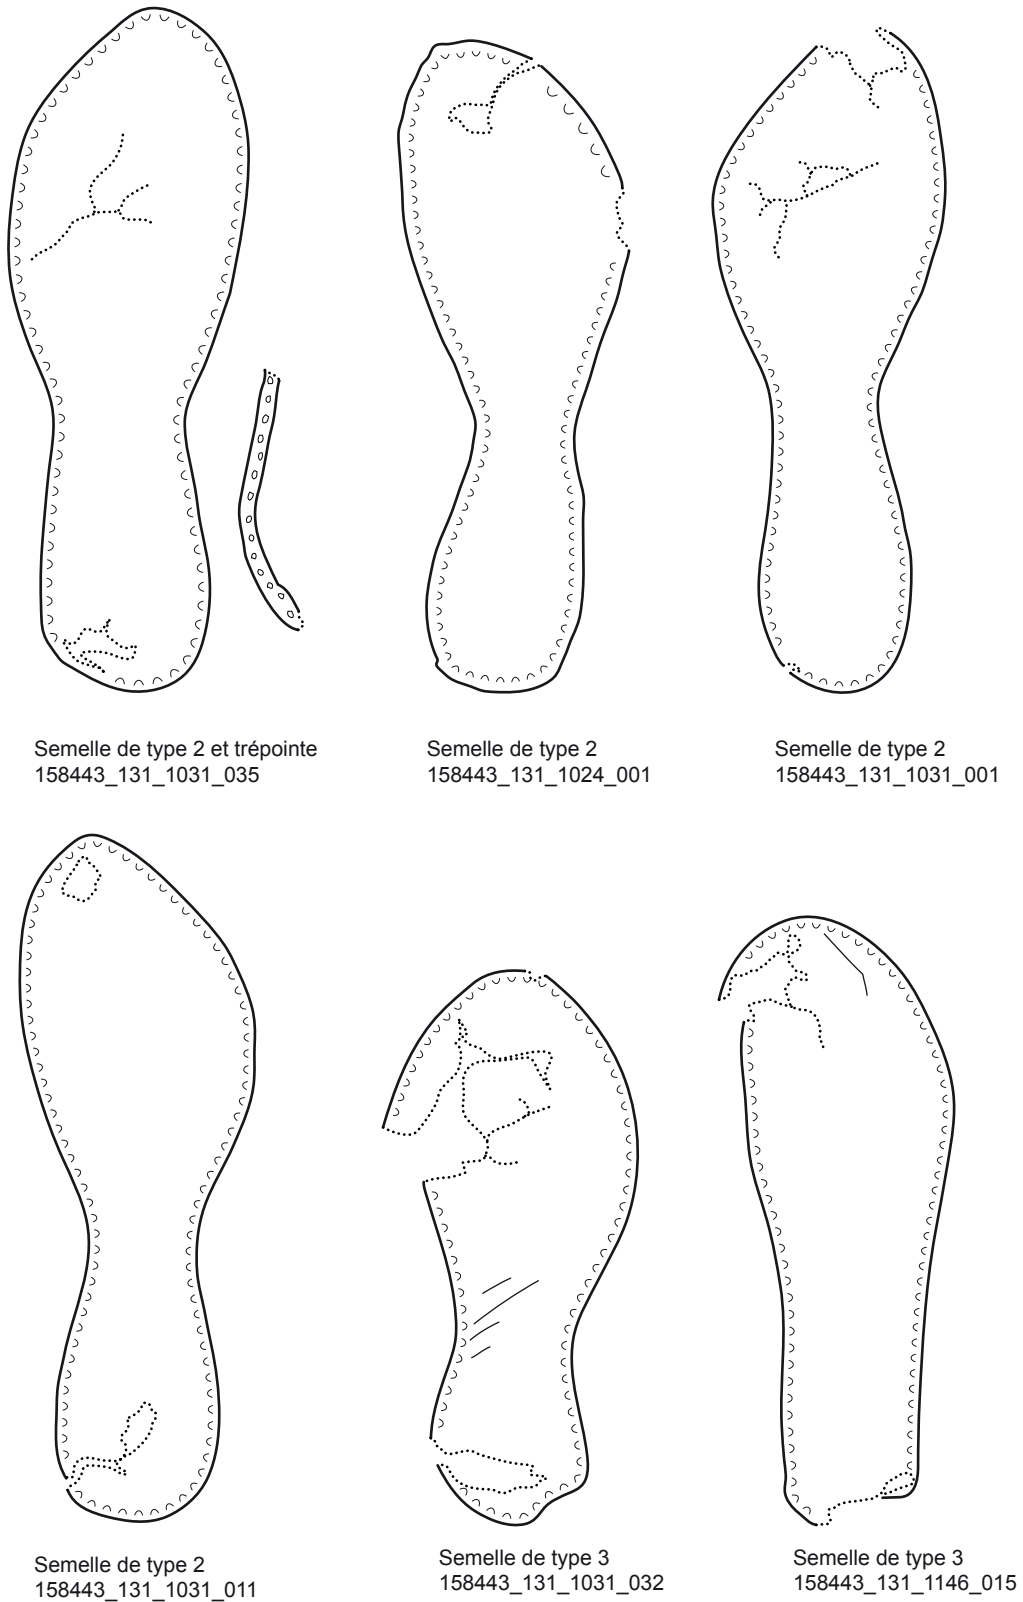 Semelle de type 2 et trépointe
158443_131_1031_035
Semelle de type 2
158443_131_1024_001
Semelle de type 2
158443_131_1031_001
Semelle de type 2
158443_131_1031_011
Semelle de type 3
158443_131_1031_032
Semelle de type 3
158443_131_1146_015